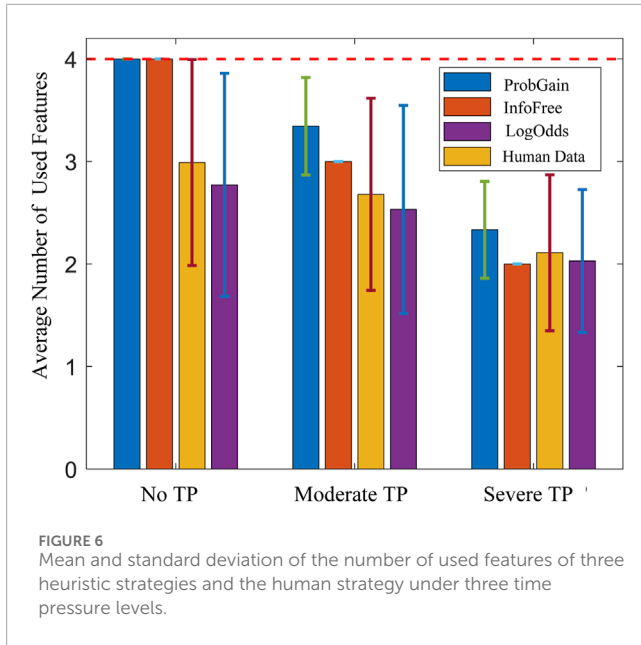 Average Number of Used Features
4
3
2
1
0
ProbGain
InfoFree
LogOdds
Human Data
No TP
Moderate TP
Severe TP
FIGURE 6
Mean and standard deviation of the number of used features of three
heuristic strategies and the human strategy under three time
pressure levels.